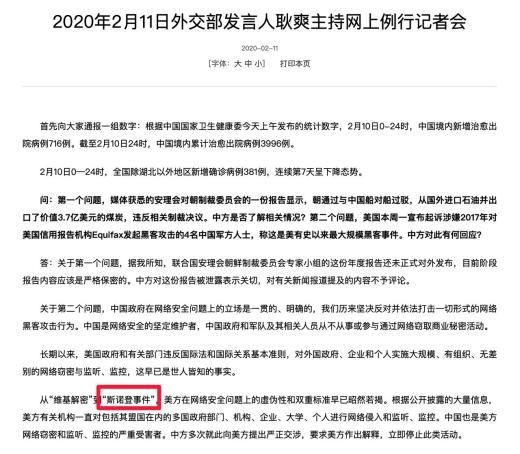 2020年2月11日外交部发言人耿爽主持网上例行记者会
2020-02-11
[字体：大 中 小] 打印本页
首先向大家通报一组数字：根据中国国家卫生健康委今天上午发布的统计数字，2月10日0-24时，中国境内新增治愈出
院病例716例。截至2月10日24时，中国境内累计治愈出院病例3996例。
2月10日0—24时，全国除湖北以外地区新增确诊病例381例，连续第7天呈下降态势。
问：第一个问题，媒体获悉的安理会对朝制裁委员会的一份报告显示，朝通过与中国船对船过驳，从国外进口石油并出
口了价值3.7亿美元的煤炭，违反相关制裁决议。中方是否了解相关情况？第二个问题，美国本周一宣布起诉涉嫌2017年对
美国信用报告机构Equifax发起黑客攻击的4名中国军方人士，称这是美有史以来最大规模黑客事件。中方对此有何回应？
答：关于第一个问题，据我所知，联合国安理会朝鲜制裁委员会专家小组的这份年度报告还未正式对外发布，目前阶段
报告内容应该是严格保密的。中方对这份报告被泄露表示关切，对有关新闻报道提及的内容不予评论。
关于第二个问题，中国政府在网络安全问题上的立场是一贯的、明确的，我们历来坚决反对并依法打击一切形式的网络
黑客攻击行为。中国是网络安全的坚定维护者，中国政府和军队及其相关人员从不从事或参与通过网络窃取商业秘密活动。
长期以来，美国政府和有关部门违反国际法和国际关系基本准则，对外国政府、企业和个人实施大规模、有组织、无差
别的网络窃密与监听、监控，这早已是世人皆知的事实。
从“维基解密”到“斯诺登事件”，美方在网络安全问题上的虚伪性和双重标准早已昭然若揭。根据公开披露的大量信息，
美方有关机构一直对包括其盟国在内的多国政府部门、机构、企业、大学、个人进行网络侵入和监听、监控。中国也是美方
网络窃密和监听、监控的严重受害者。中方多次就此向美方提出严正交涉，要求美方作出解释，立即停止此类活动。